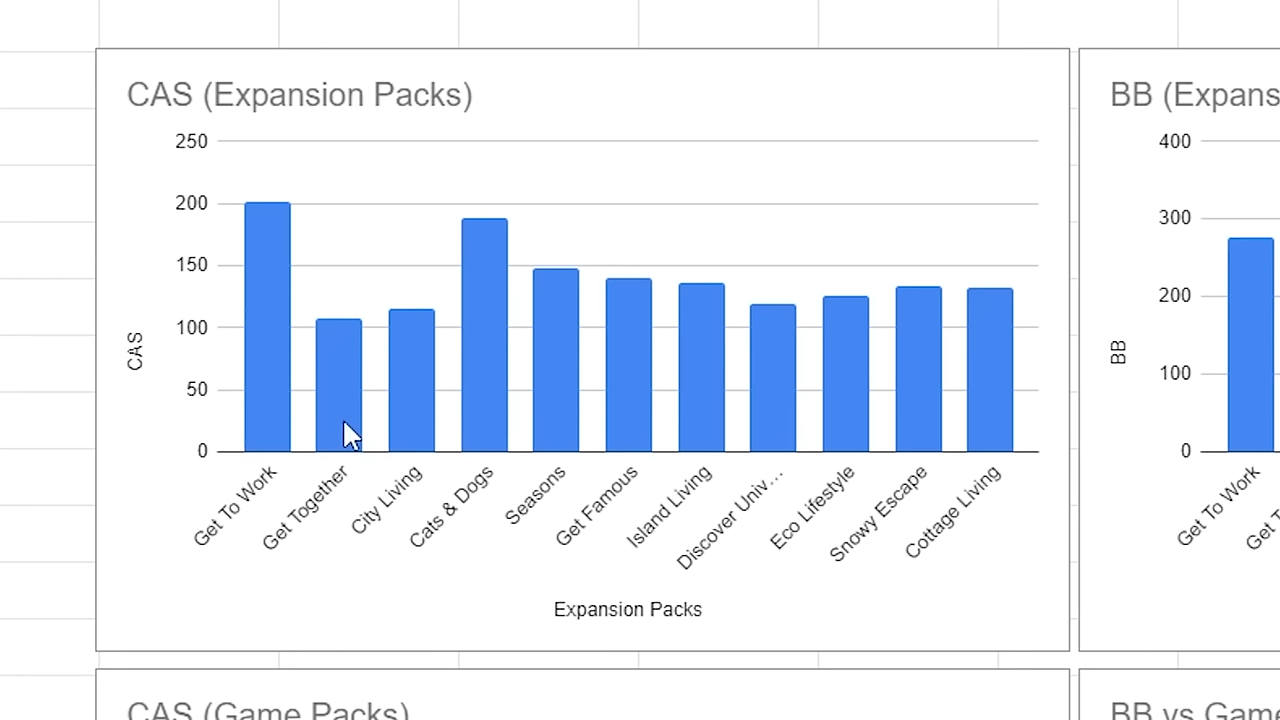 CAS (Expansion Packs)
250
200
150
100
50
0
CAS
Get To Work
Get Together
City Living
Cats & Dogs
Seasons
Get Famous
Island Living
Discover Univ...
Eco Lifestyle
Snowy Escape
Cottage Living
Expansion Packs
BB (Expans
400
300
200
100
0
BB
Get To Work
Get T
CAS (Game Packs)
BB vs Game